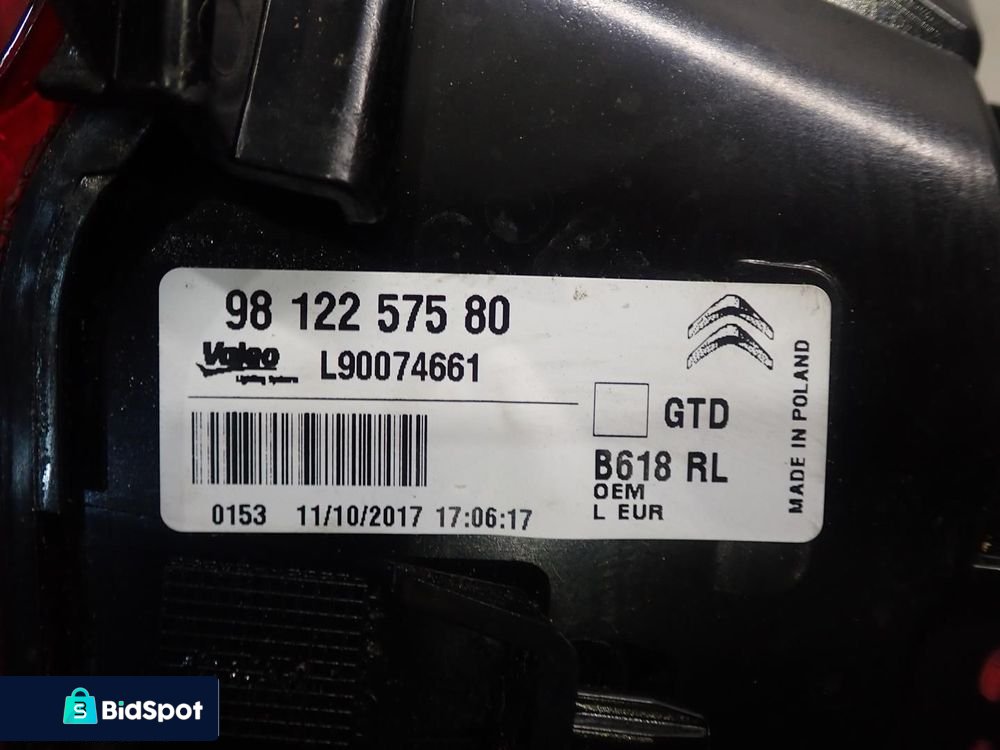 98 122 575 80
Valeo
Lighting Systems
L90074661
GTD
B618 RL
OEM
L EUR
0153 11/10/2017 17:06:17
MADE IN POLAND
S BidSpot